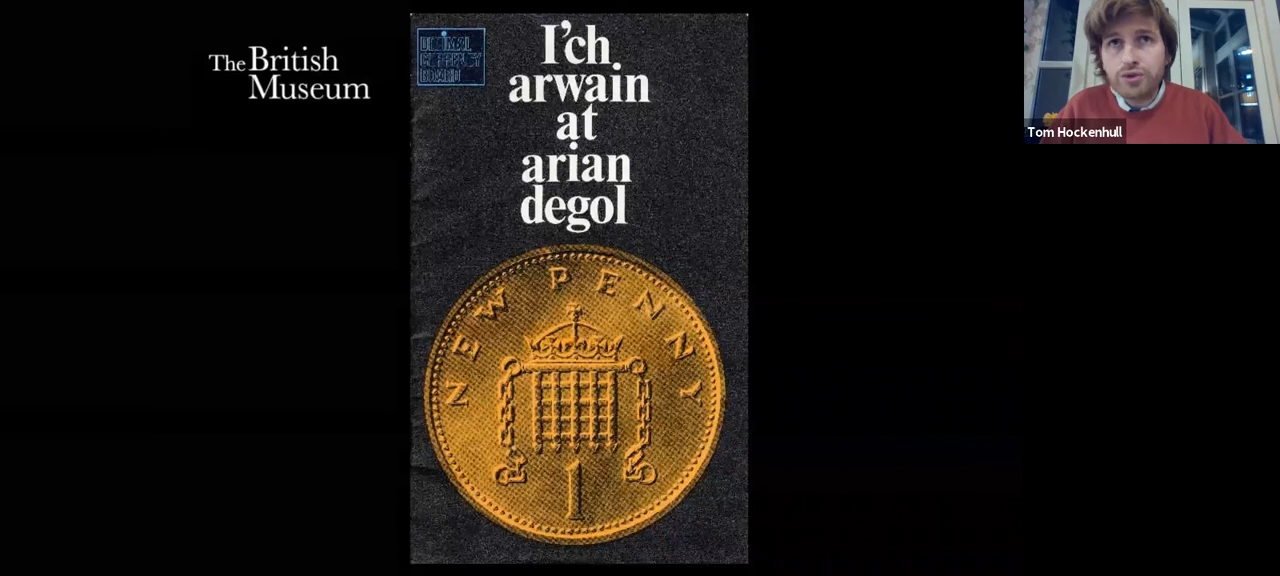 The British
Museum
DECIMAL
CURRENCY
BOARD
I'ch
arwain
at
arian
degol
NEW PENNY
1
Tom Hockenhull